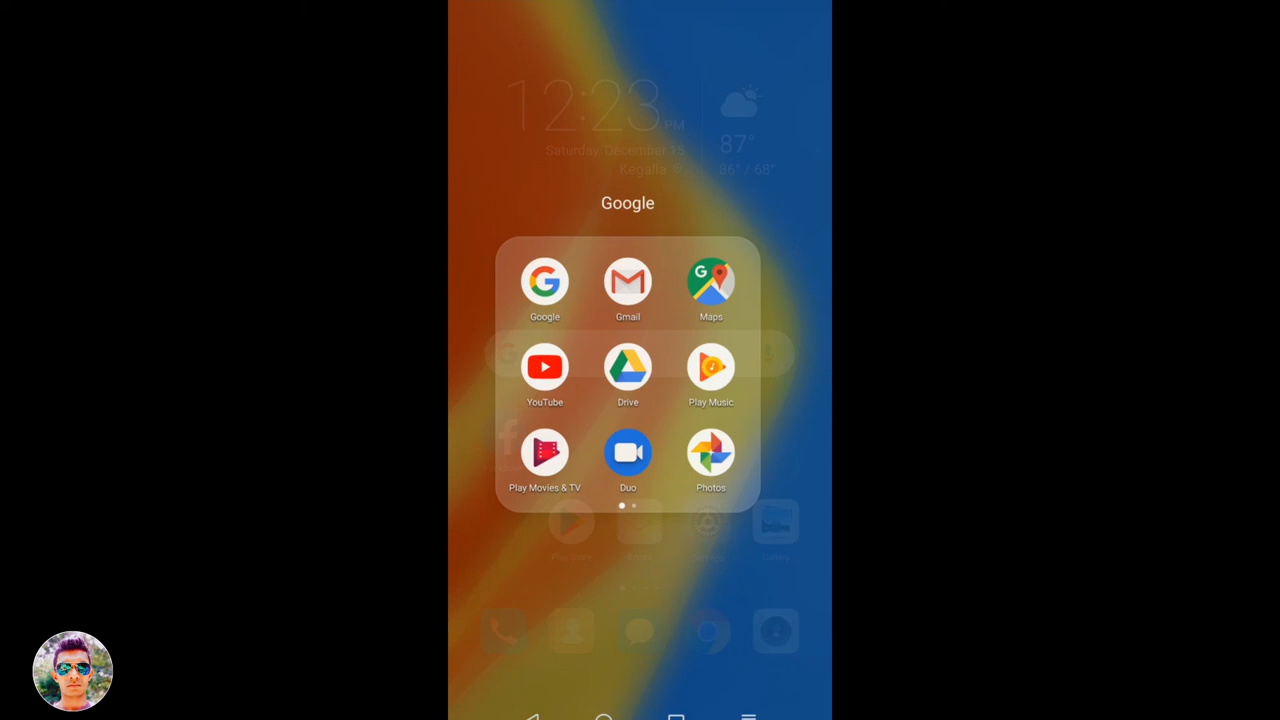 12:23 PM
Saturday, December 15
Kegalla
87°
86° / 68°
Google
Google
Gmail
Maps
YouTube
Drive
Play Music
Play Movies & TV
Duo
Photos
Gallery